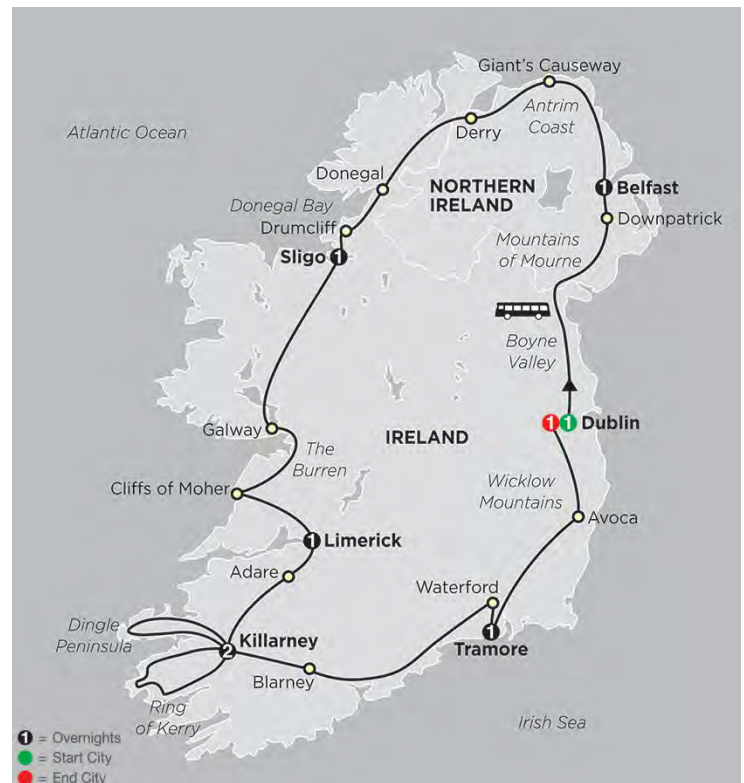 Giant's Causeway
Atlantic Ocean
Antrim
Coast
Derry
Donegal
NORTHERN
IRELAND
1
Belfast
Donegal Bay
Drumcliff
Downpatrick
Sligo
1
Mountains
of Mourne
Boyne
Valley
Galway
IRELAND
1
1
Dublin
The
Burren
Cliffs of Moher
Wicklow
Mountains
Avoca
1
Limerick
Adare
Waterford
Dingle
Peninsula
2
Killarney
1
Tramore
Blarney
Ring
of Kerry
Irish Sea
1 = Overnights
= Start City
= End City